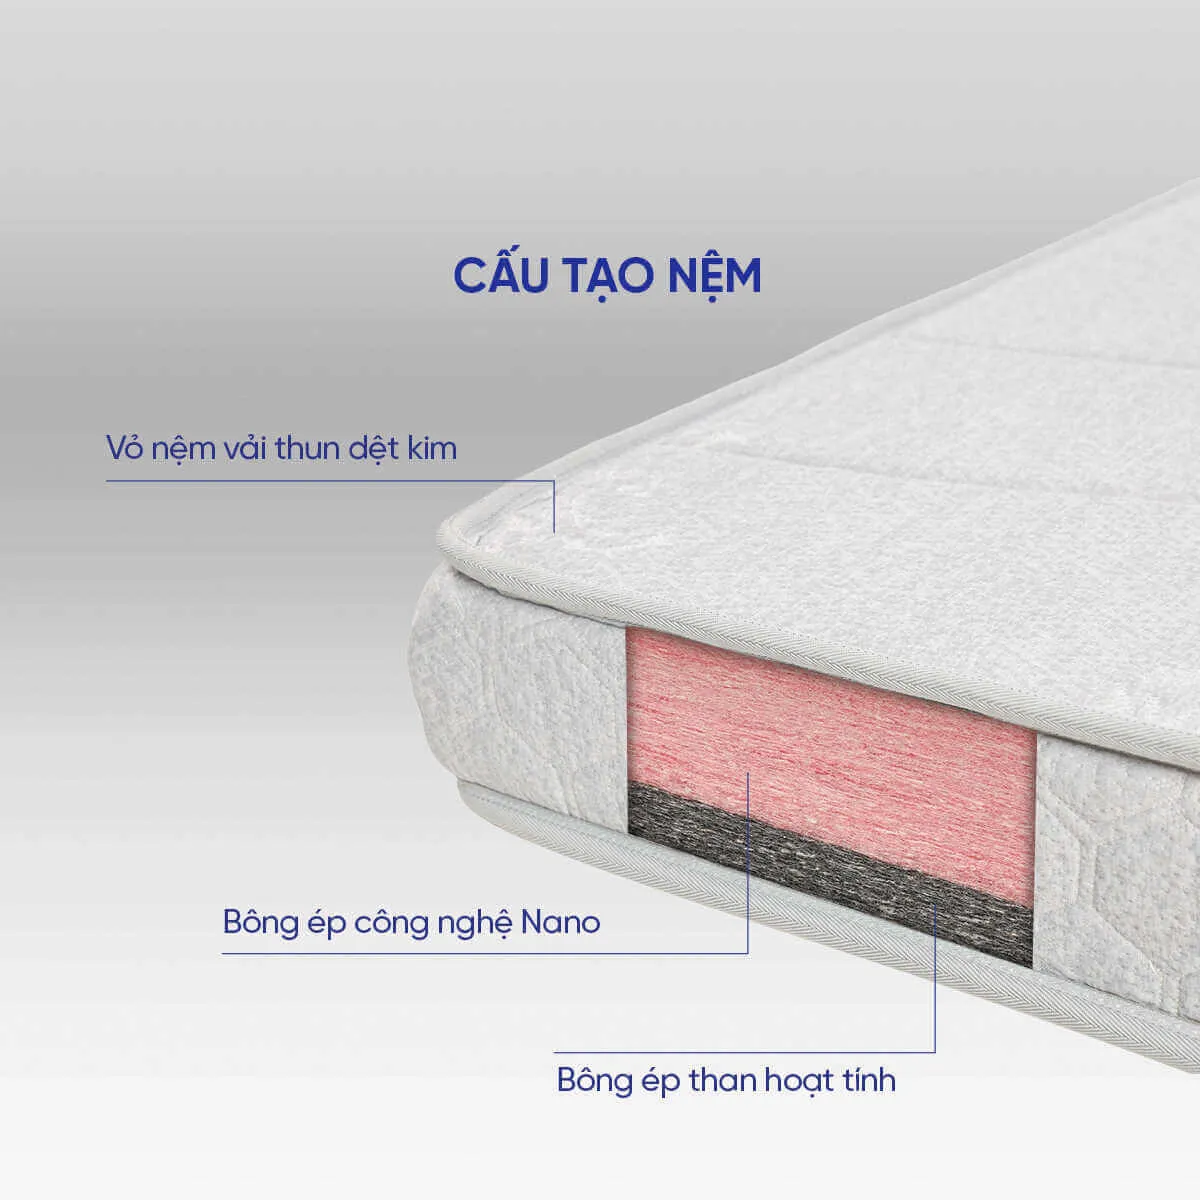 CẤU TẠO NỆM
Vỏ nệm vải thun dệt kim
Bông ép công nghệ Nano
Bông ép than hoạt tính